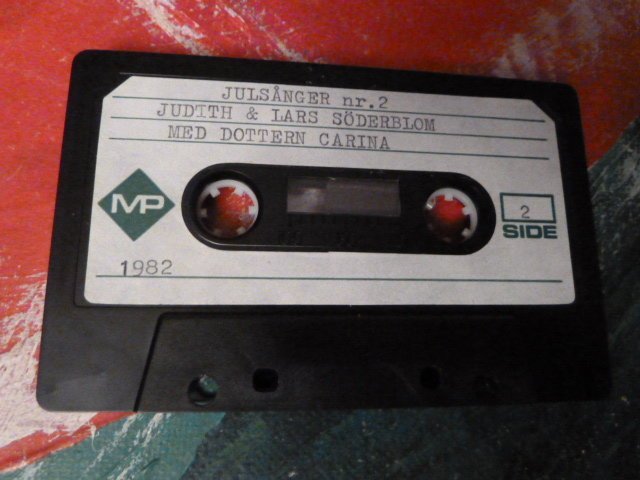 JULSÅNGER nr.2
JUDITH & LARS SÖDERBLOM
MED DOTTERN CARINA
MP
2
SIDE
1982